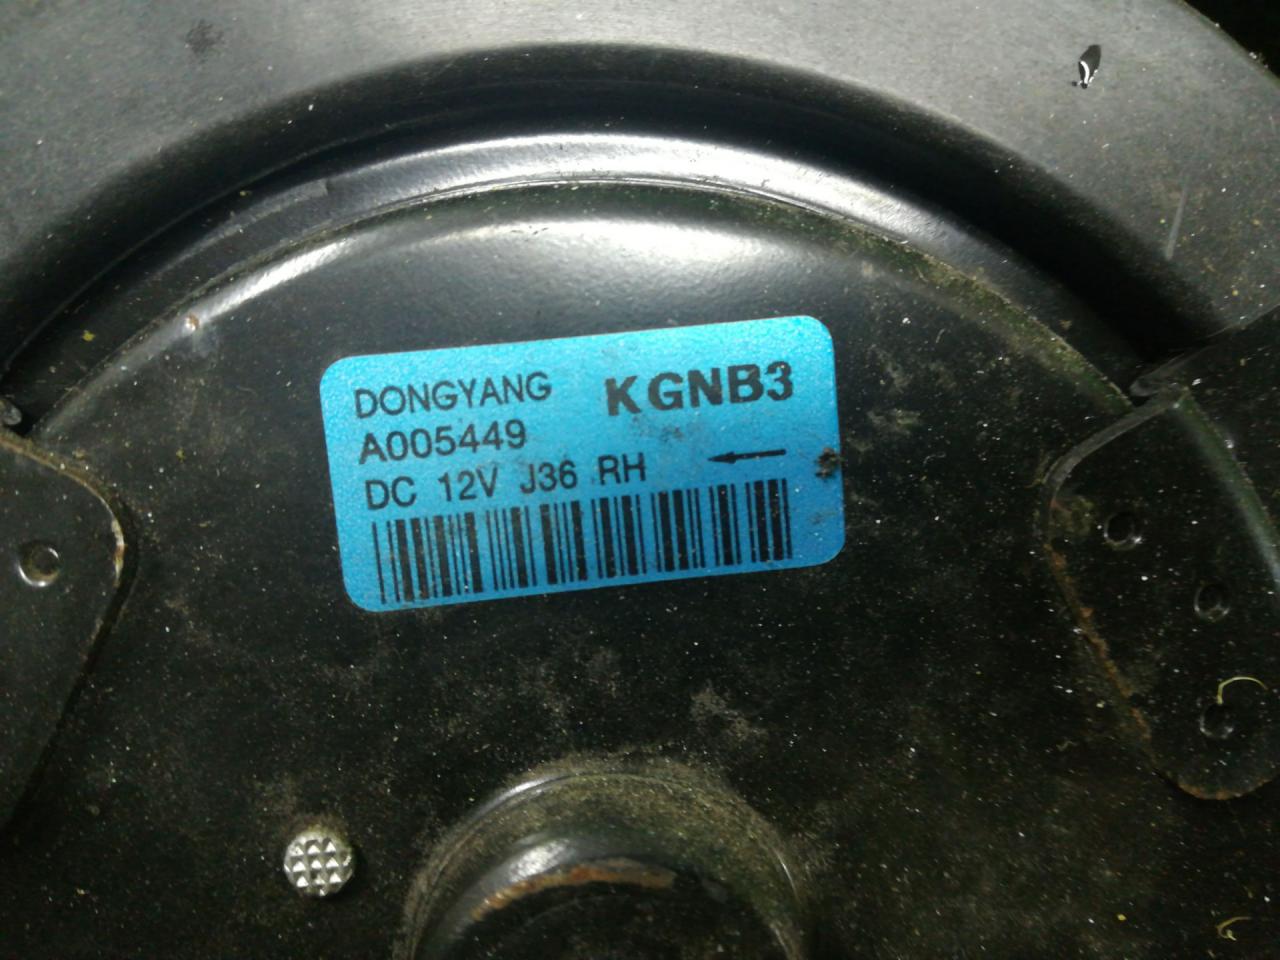 DONGYANG KGNB3
A005449
DC 12V J36 RH